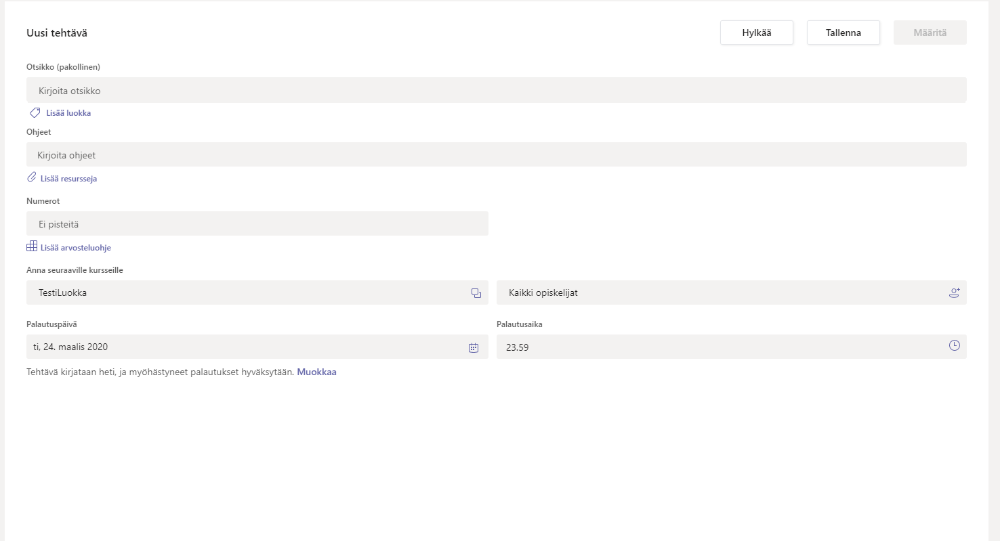 Uusi tehtävä
Hylkää
Tallenna
Määritä
Otsikko (pakollinen)
Kirjoita otsikko
Lisää luokka
Ohjeet
Kirjoita ohjeet
Lisää resursseja
Numerot
Ei pisteitä
Lisää arvosteluohje
Anna seuraaville kursseille
TestiLuokka
Kaikki opiskelijat
Palautuspäivä
Palautusaika
ti, 24. maalis 2020
23.59
Tehtävä kirjataan heti, ja myöhästyneet palautukset hyväksytään. Muokkaa